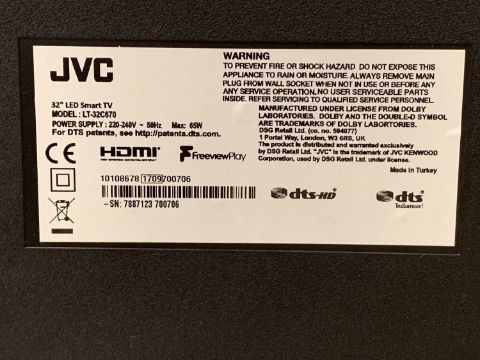 JVC
32" LED Smart TV
MODEL: LT-32C670
POWER SUPPLY : 220-240V ~ 50Hz Max: 65W
For DTS patents, see http://patents.dts.com.
CE HDMI FreeviewPlay
10108678 1709/00706
- SN: 7887123 700706
WARNING
TO PREVENT FIRE OR SHOCK HAZARD DO NOT EXPOSE THIS
APPLIANCE TO RAIN OR MOISTURE. ALWAYS REMOVE MAIN
PLUG FROM WALL SOCKET WHEN NOT IN USE OR BEFORE
ANY SERVICE OPERATION,NO USER SERVICEABLE PARTS
INSIDE. REFER SERVICING TO QUALIFIED SERVICE PERSONNEL
MANUFACTURED UNDER LICENSE FROM DOLBY
LABORATORIES. DOLBY AND THE DOUBLE-D SYMBOL
ARE TRADEMARKS OF DOLBY LABORTORIES.
DSG Retail Ltd. (co. no. 504877)
1 Portal Way, London, W3 6RS, UK
The product is distributed and warranted exclusively
by DSG Retail Ltd. JVC KENWOOD
"JVC" is the trademark of JVC KENWOOD
Corporation, used by DSG Retail Ltd. under license.
Made in Turkey
dts-HD
dts
TruSurround